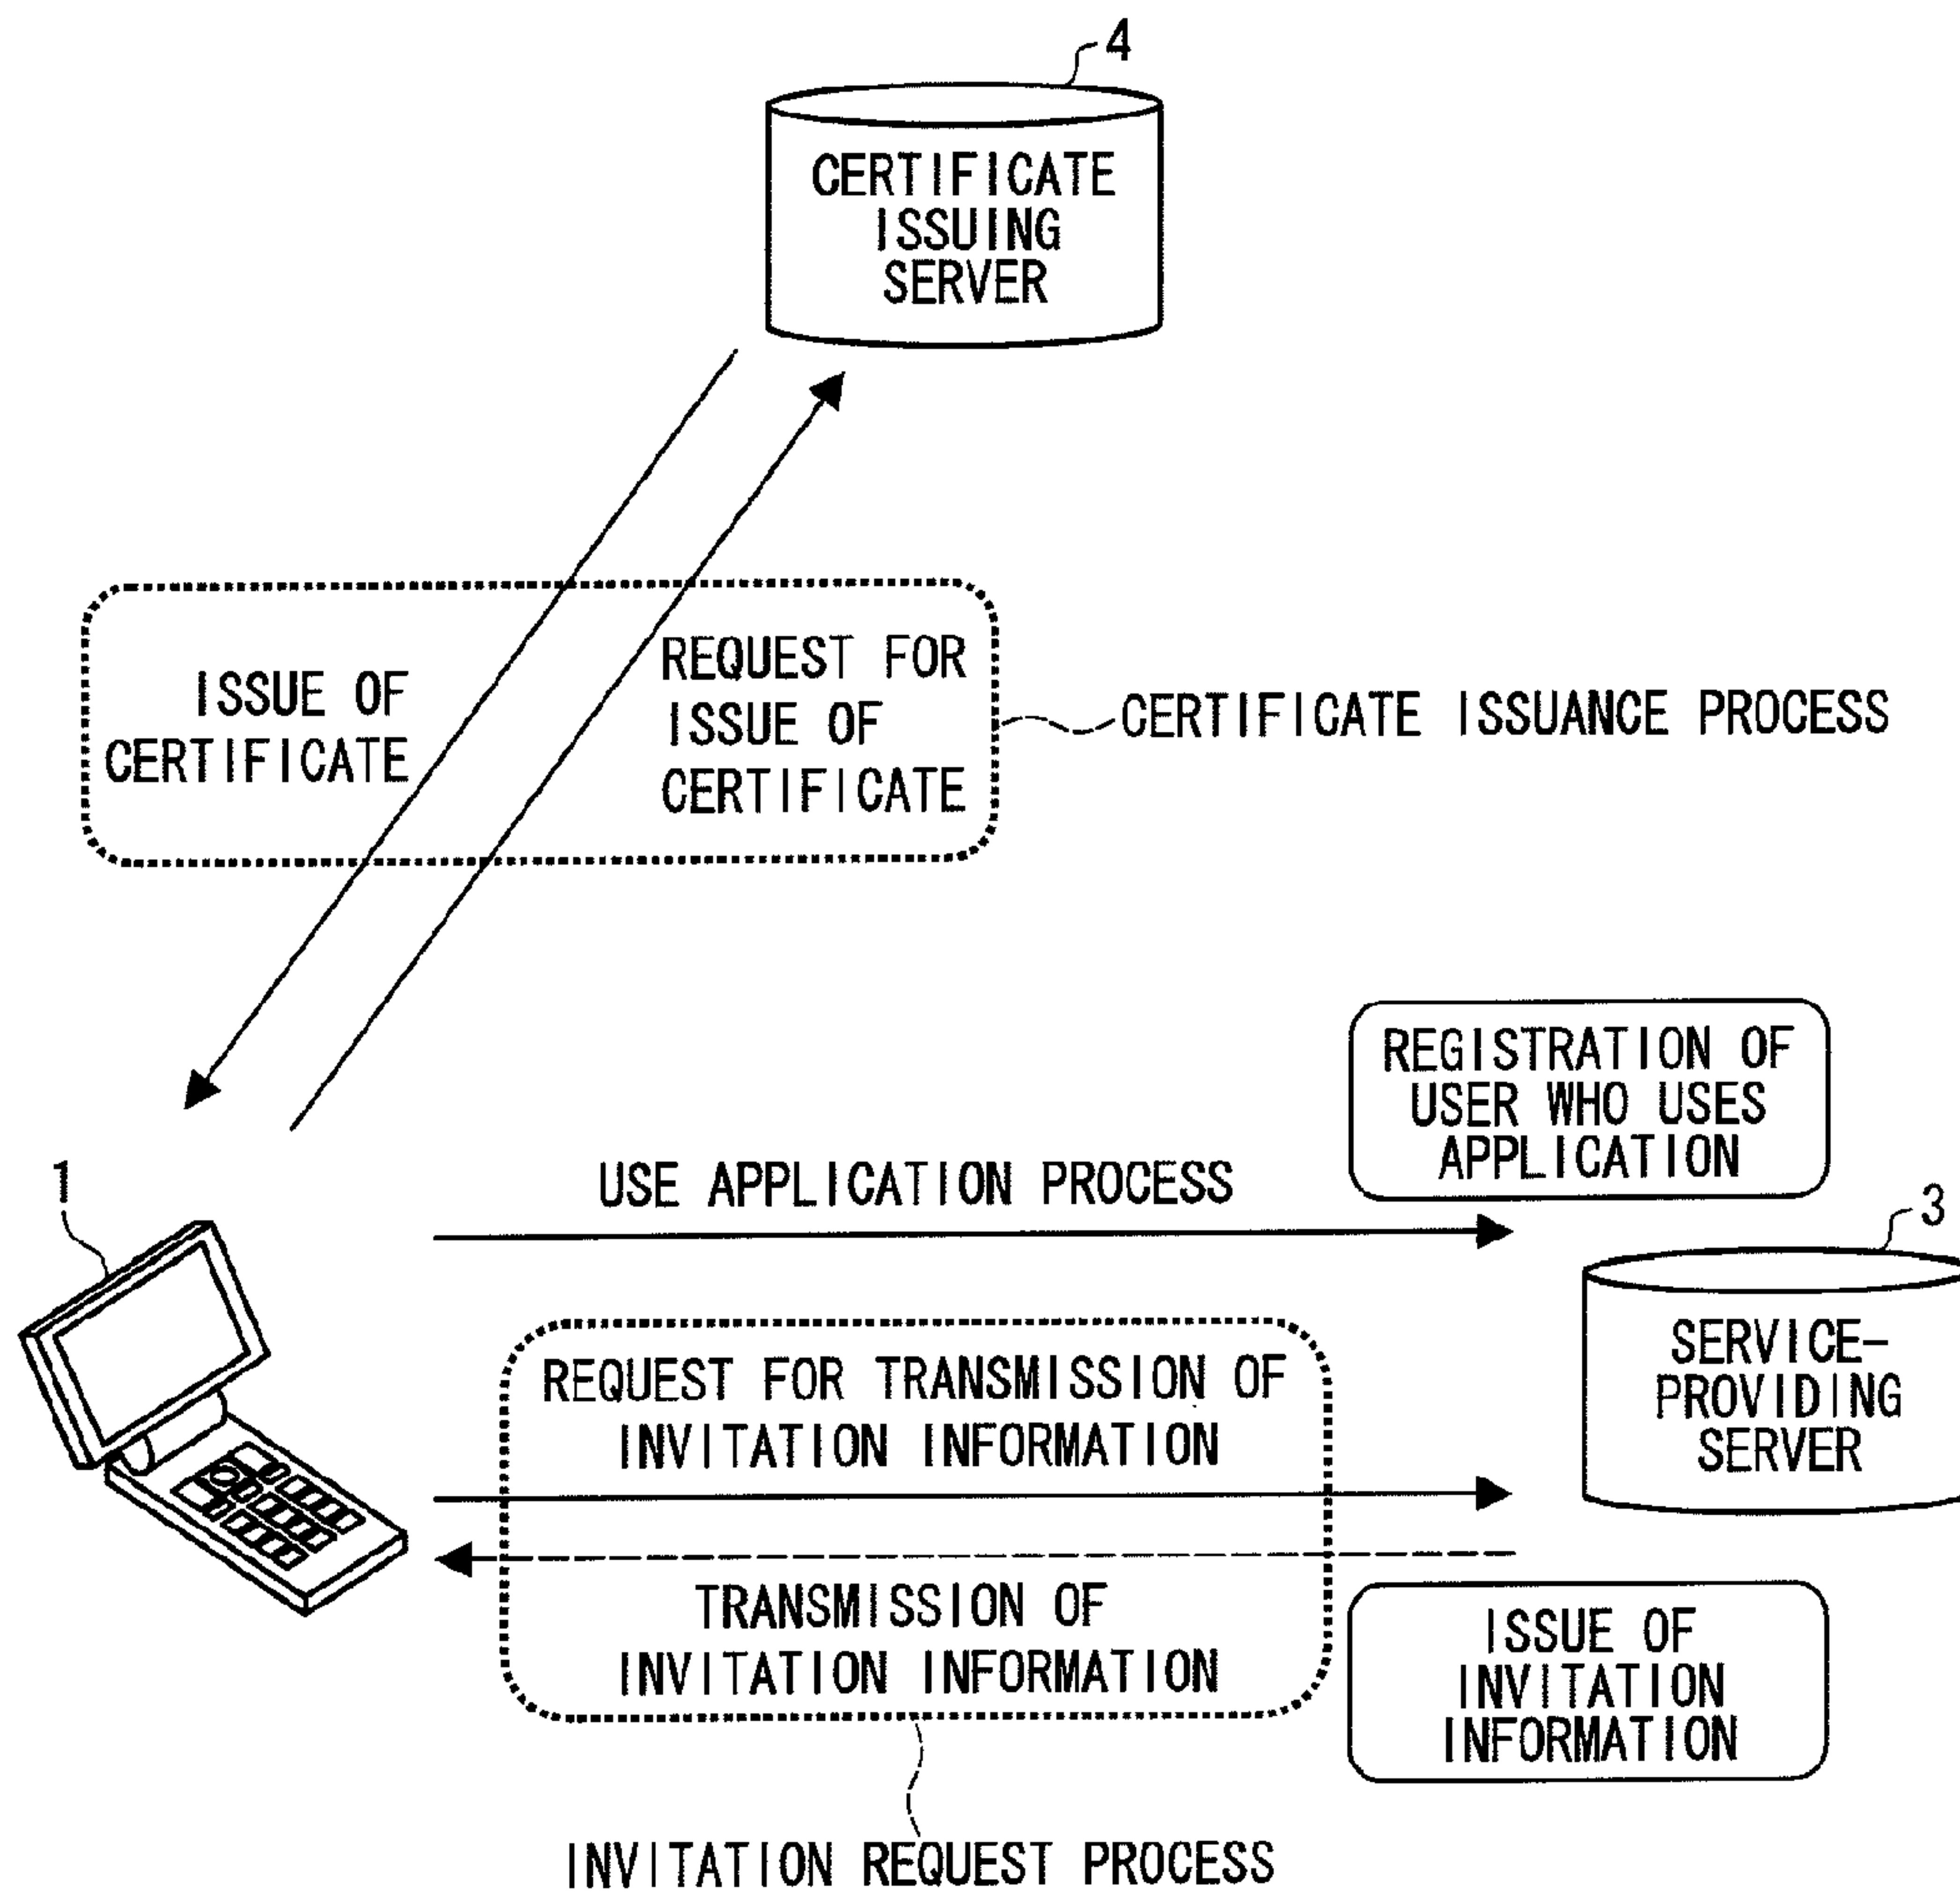 4
CERTIFICATE
ISSUING
SERVER
ISSUE OF
CERTIFICATE
REQUEST FOR
ISSUE OF
CERTIFICATE
CERTIFICATE ISSUANCE PROCESS
REGISTRATION OF
USER WHO USES
APPLICATION
1
USE APPLICATION PROCESS
3
SERVICE-
PROVIDING
SERVER
REQUEST FOR TRANSMISSION OF
INVITATION INFORMATION
TRANSMISSION OF
INVITATION INFORMATION
ISSUE OF
INVITATION
INFORMATION
INVITATION REQUEST PROCESS